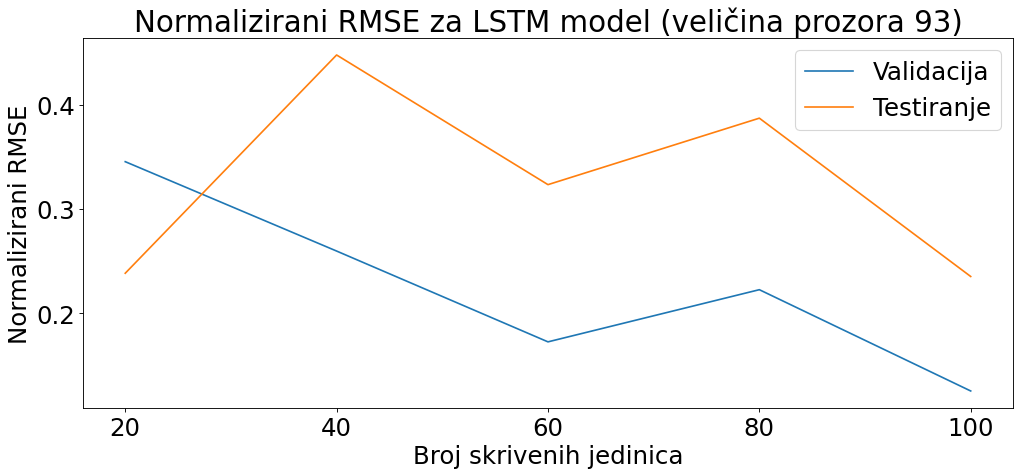 Normalizirani RMSE za LSTM model (veličina prozora 93)
Validacija
Testiranje
Normalizirani RMSE
0.4
0.3
0.2
20 40 60 80 100
Broj skrivenih jedinica